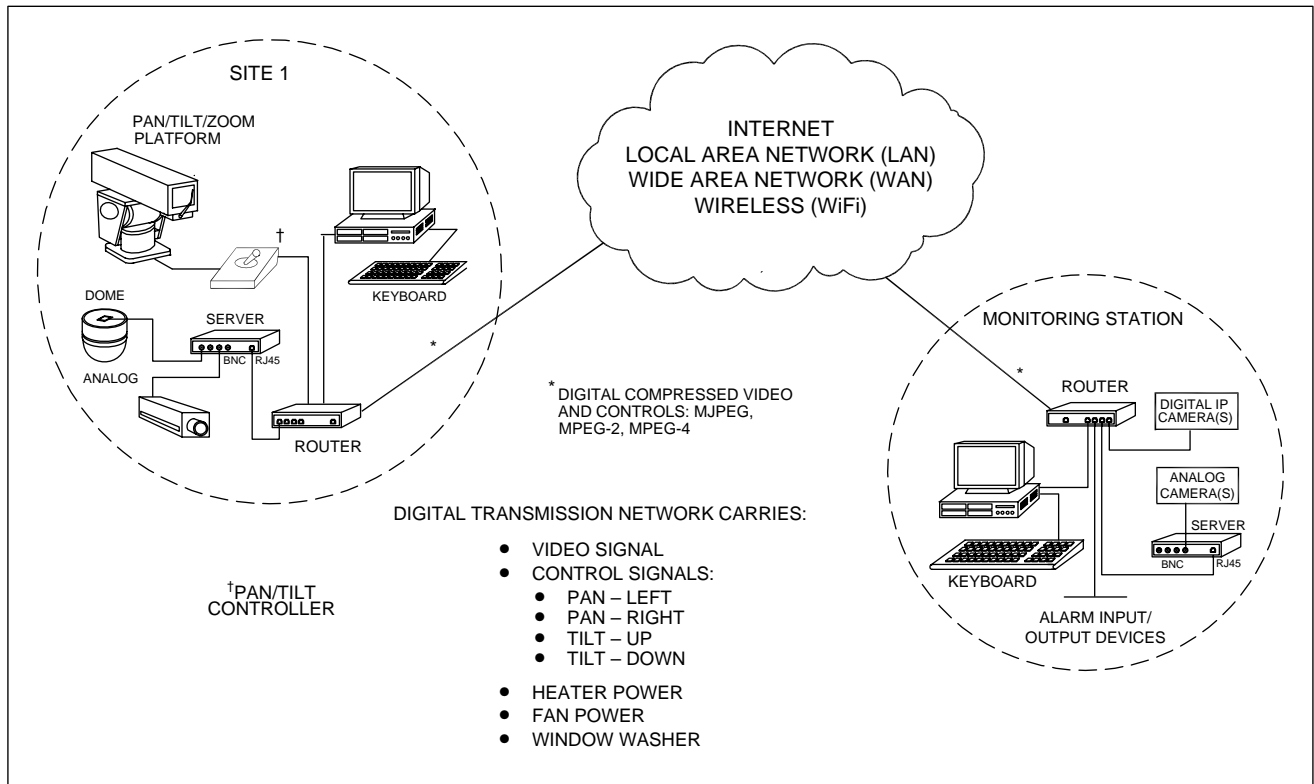 SITE 1
PAN/TILT/ZOOM
PLATFORM
†
KEYBOARD
DOME
SERVER
BNC RJ45
ANALOG
ROUTER
*
INTERNET
LOCAL AREA NETWORK (LAN)
WIDE AREA NETWORK (WAN)
WIRELESS (WiFi)
* DIGITAL COMPRESSED VIDEO
AND CONTROLS: MJPEG,
MPEG-2, MPEG-4
MONITORING STATION
*
ROUTER
DIGITAL IP
CAMERA(S)
ANALOG
CAMERA(S)
SERVER
BNC RJ45
KEYBOARD
ALARM INPUT/
OUTPUT DEVICES
†PAN/TILT
CONTROLLER
DIGITAL TRANSMISSION NETWORK CARRIES:
• VIDEO SIGNAL
• CONTROL SIGNALS:
• PAN – LEFT
• PAN – RIGHT
• TILT – UP
• TILT – DOWN
• HEATER POWER
• FAN POWER
• WINDOW WASHER